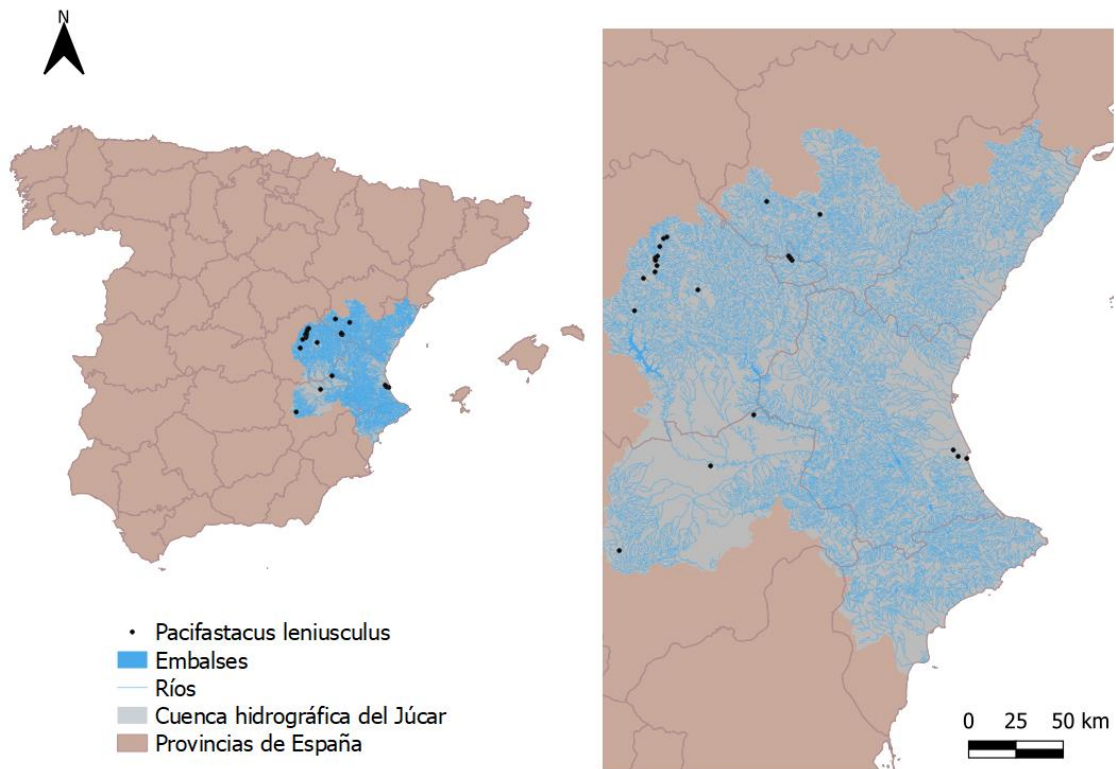 N
Pacifastacus leniusculus
Embalses
Ríos
Cuenca hidrográfica del Júcar
Provincias de España
0 25 50 km